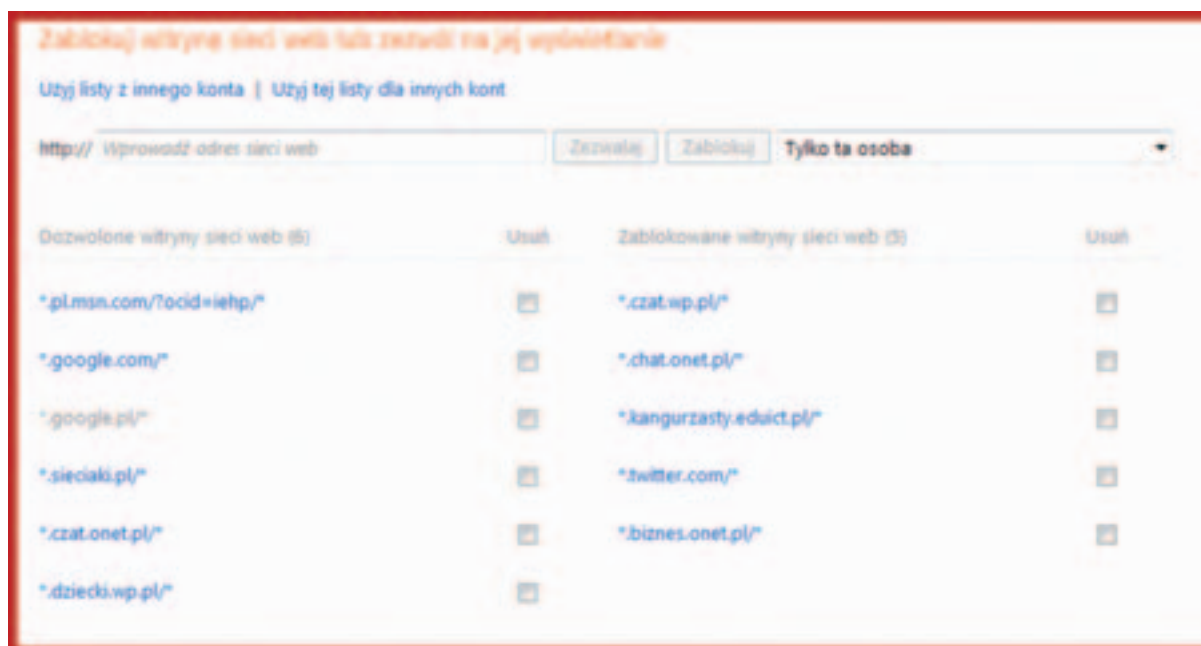 Zablokuj witrynę sieci web lub zezwól na jej wyświetlanie
Użyj listy z innego konta | Użyj tej listy dla innych kont
http:// Wprowadź adres sieci web Zezwalaj Zablokuj Tylko ta osoba
Dozwolone witryny sieci web (6) Usuń Zablokowane witryny sieci web (5) Usuń
*.pl.msn.com/?ocid=iehp/* *.czat.wp.pl/*
*.google.com/* *.chat.onet.pl/*
*.google.pl/* *.kangurzasty.eduict.pl/*
*.sieciaki.pl/* *.twitter.com/*
*.czat.onet.pl/* *.biznes.onet.pl/*
*.dziecki.wp.pl/*